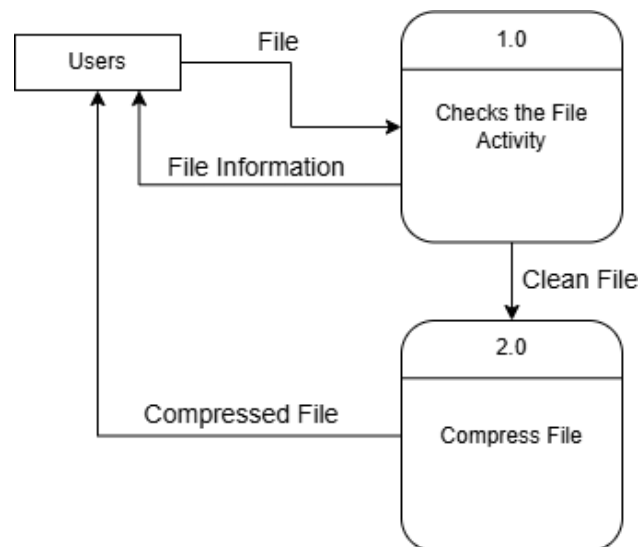 File
1.0
Users
Checks the File
Activity
File Information
Clean File
2.0
Compressed File
Compress File